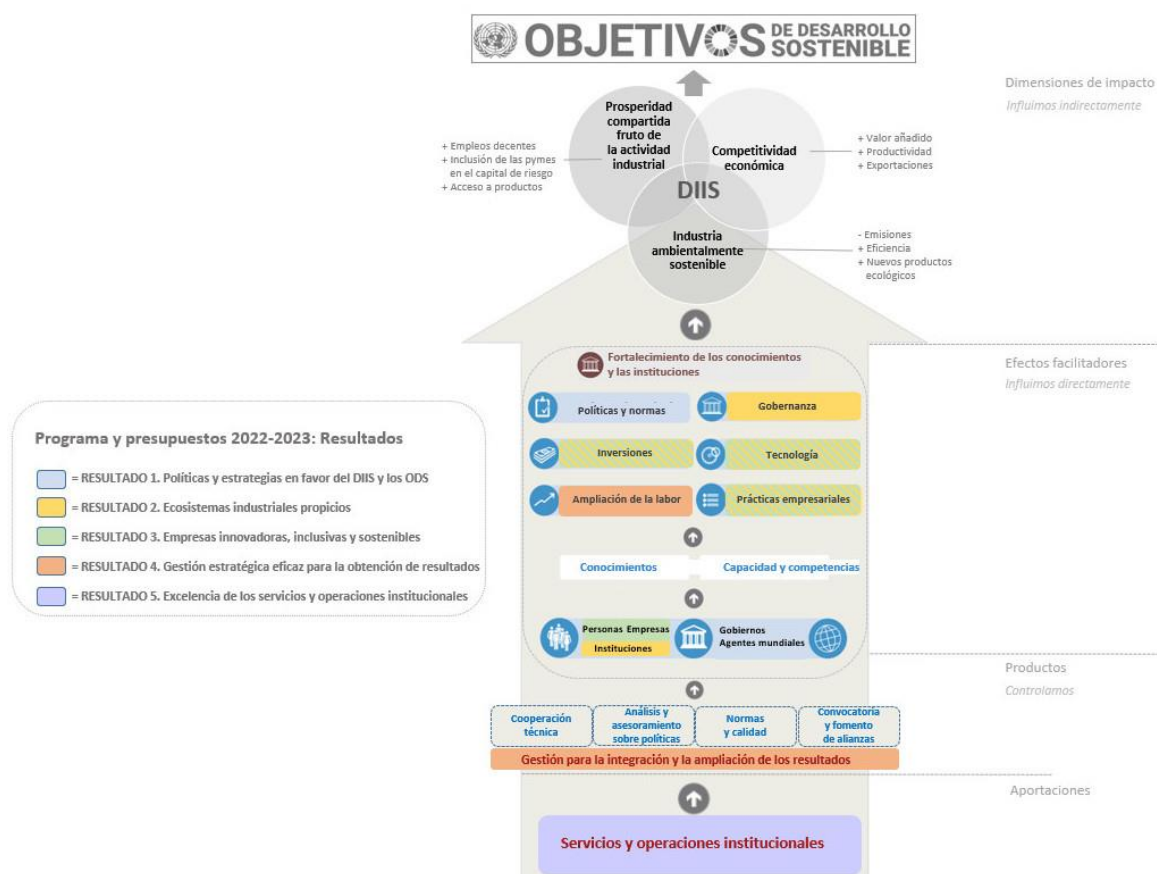 OBJETIVOS DE DESARROLLO
SOSTENIBLE
Dimensiones de impacto
Influimos indirectamente
Prosperidad
compartida
fruto de
la actividad
industrial
Competitividad
económica
DIIS
Industria
ambientalmente
sostenible
+ Empleos decentes
+ Inclusión de las pymes
en el capital de riesgo
+ Acceso a productos
+ Valor añadido
+ Productividad
+ Exportaciones
- Emisiones
+ Eficiencia
+ Nuevos productos
ecológicos
Efectos facilitadores
Influimos directamente
Fortalecimiento de los conocimientos
y las instituciones
Políticas y normas
Gobernanza
Inversiones
Tecnología
Ampliación de la labor
Prácticas empresariales
Conocimientos
Capacidad y competencias
Personas Empresas
Instituciones
Gobiernos
Agentes mundiales
Programa y presupuestos 2022-2023: Resultados
= RESULTADO 1. Políticas y estrategias en favor del DIIS y los ODS
= RESULTADO 2. Ecosistemas industriales propicios
= RESULTADO 3. Empresas innovadoras, inclusivas y sostenibles
= RESULTADO 4. Gestión estratégica eficaz para la obtención de resultados
= RESULTADO 5. Excelencia de los servicios y operaciones institucionales
Productos
Controlamos
Cooperación
técnica
Análisis y
asesoramiento
sobre políticas
Normas
y calidad
Convocatoria
y fomento
de alianzas
Gestión para la integración y la ampliación de los resultados
Aportaciones
Servicios y operaciones institucionales